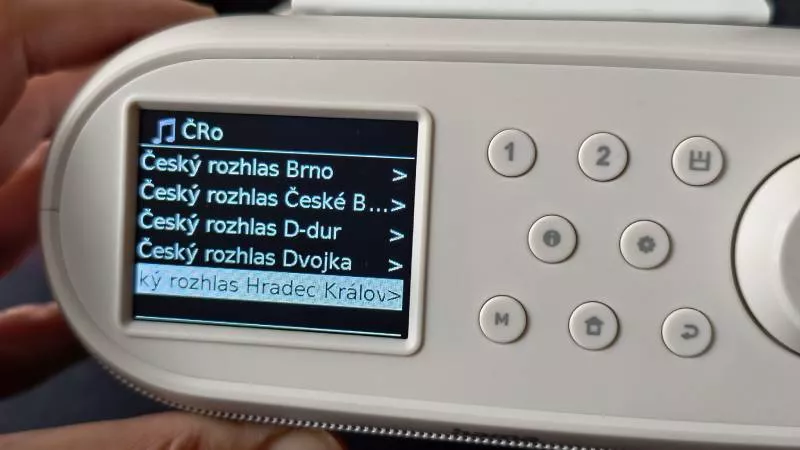 ČRo
Český rozhlas Brno >
Český rozhlas České B... >
Český rozhlas D-dur >
Český rozhlas Dvojka >
ký rozhlas Hradec Králov >
1 2
M